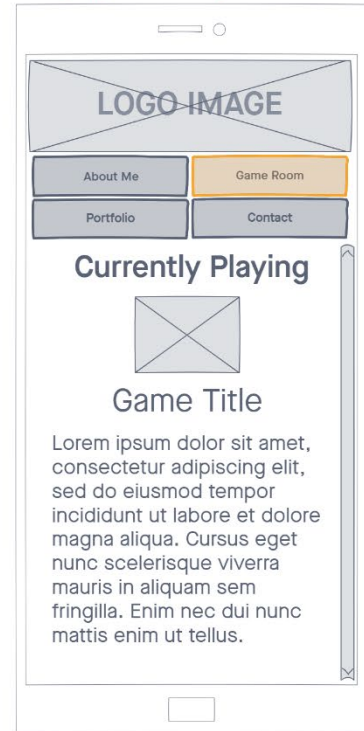 LOGO IMAGE
About Me
Game Room
Portfolio
Contact
Currently Playing
Game Title
Lorem ipsum dolor sit amet,
consectetur adipiscing elit,
sed do eiusmod tempor
incididunt ut labore et dolore
magna aliqua. Cursus eget
nunc scelerisque viverra
mauris in aliquam sem
fringilla. Enim nec dui nunc
mattis enim ut tellus.